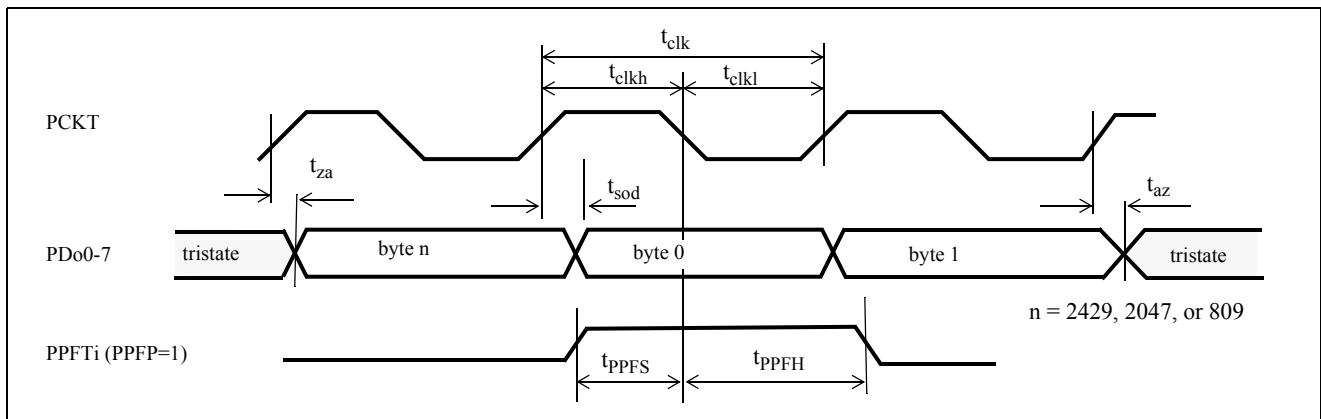 t_clk
t_clkh t_clkl
PCKT
t_za
t_sod
t_az
PDo0-7
tristate
byte n
byte 0
byte 1
tristate
n = 2429, 2047, or 809
PPFTi (PPFP=1)
t_PPFS
t_PPFH